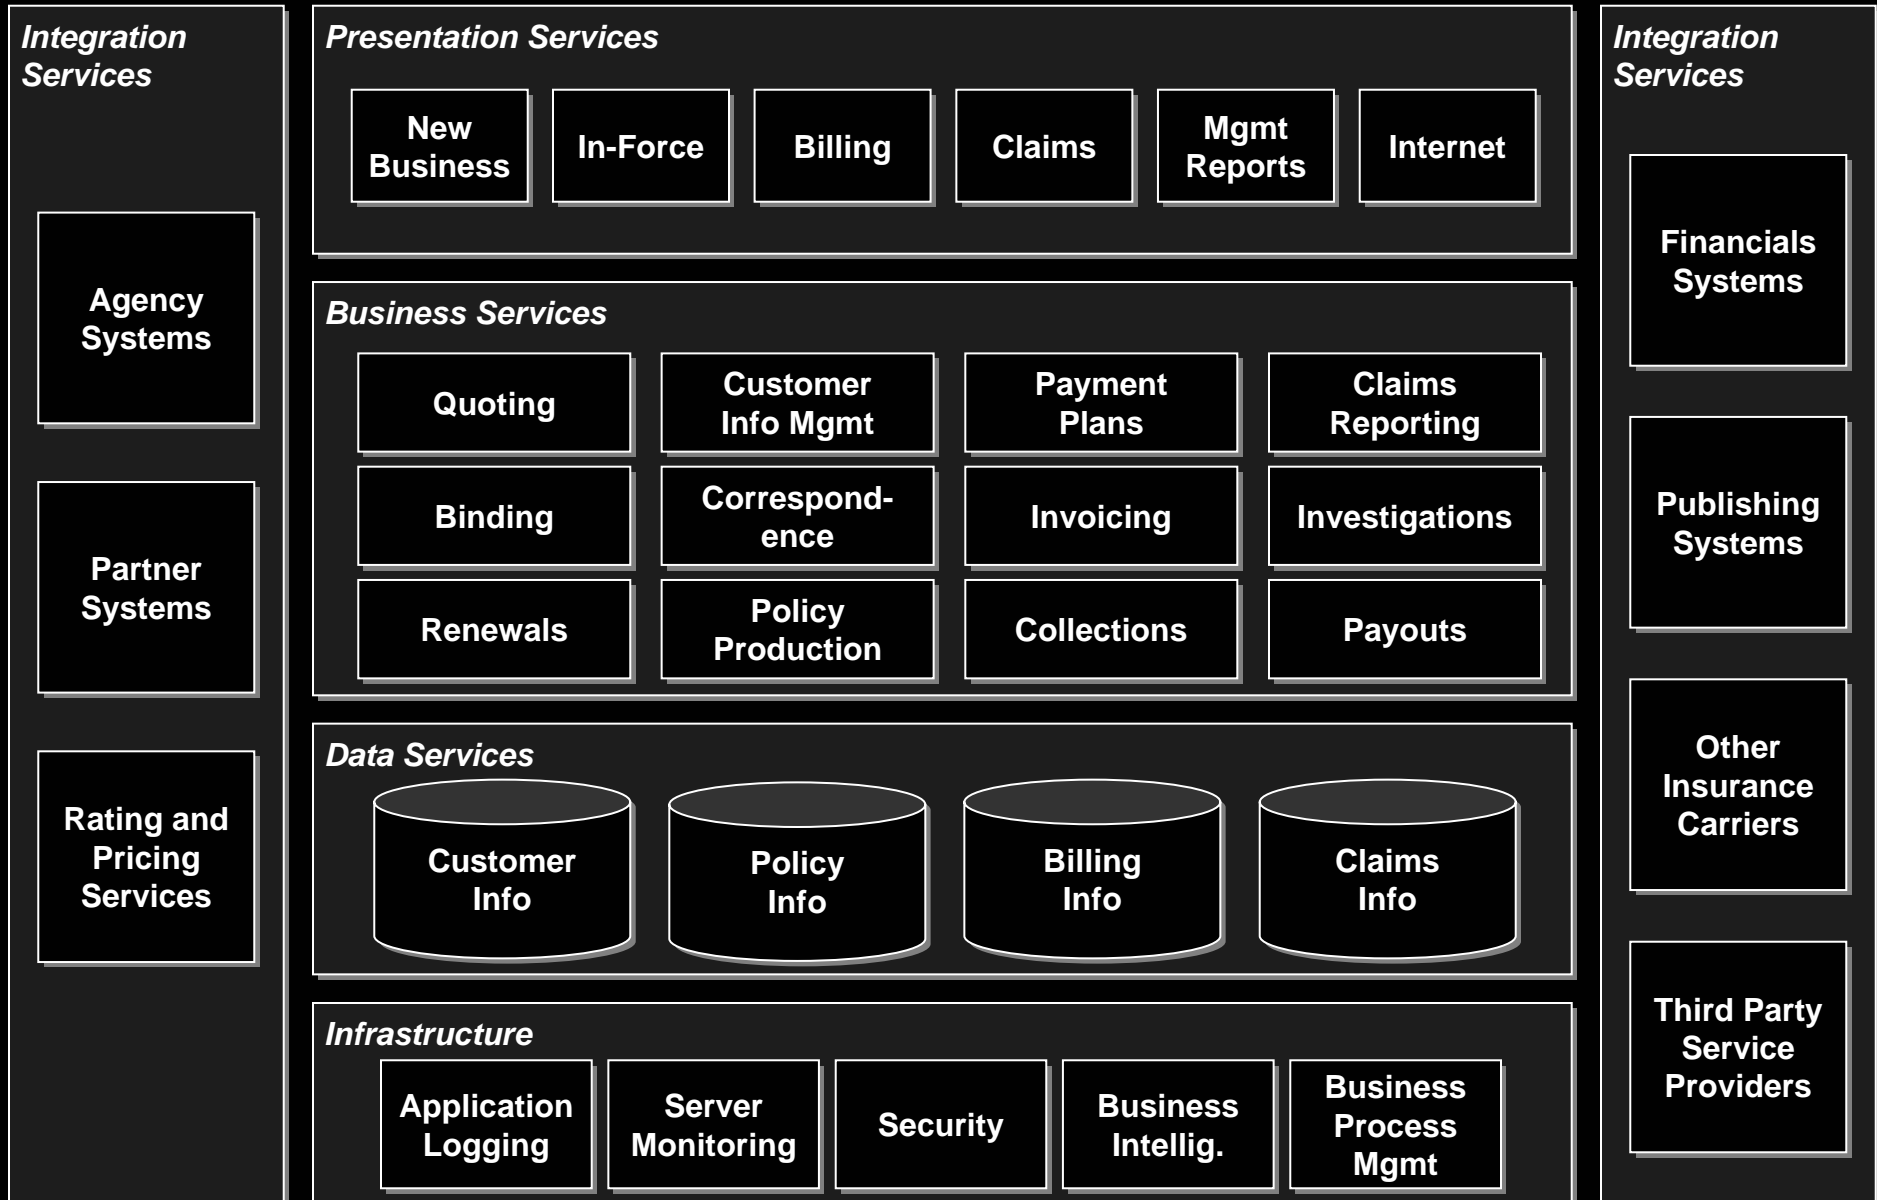 Integration
Services
Agency
Systems
Partner
Systems
Rating and
Pricing
Services
Presentation Services
New
Business
In-Force
Billing
Claims
Mgmt
Reports
Internet
Business Services
Quoting
Customer
Info Mgmt
Payment
Plans
Claims
Reporting
Binding
Correspond-
ence
Invoicing
Investigations
Renewals
Policy
Production
Collections
Payouts
Data Services
Customer
Info
Policy
Info
Billing
Info
Claims
Info
Infrastructure
Application
Logging
Server
Monitoring
Security
Business
Intellig.
Business
Process
Mgmt
Integration
Services
Financials
Systems
Publishing
Systems
Other
Insurance
Carriers
Third Party
Service
Providers